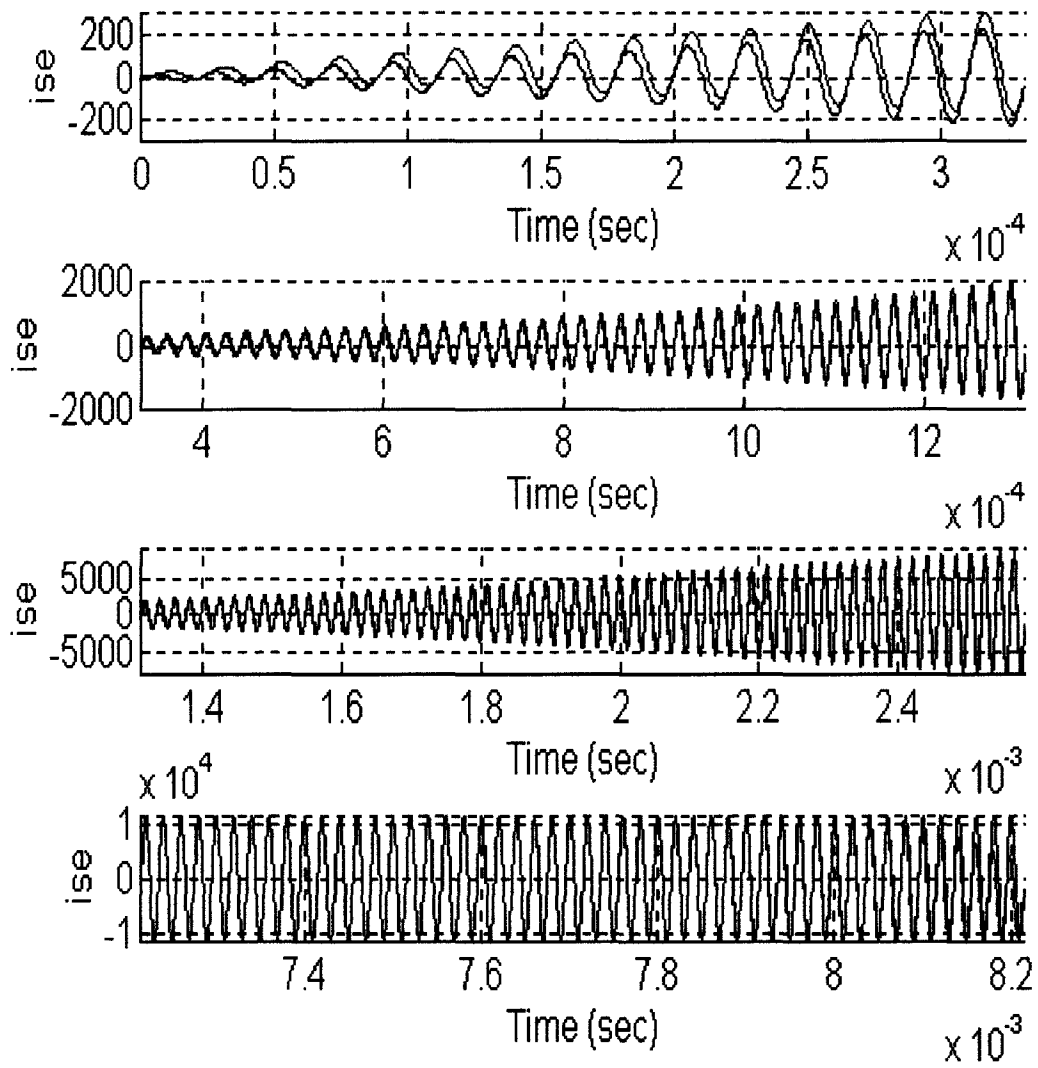 200
0
-200
ise
0 0.5 1 1.5 2 2.5 3
Time (sec)
x 10-4
2000
0
-2000
ise
4 6 8 10 12
Time (sec)
x 10-4
5000
0
-5000
ise
1.4 1.6 1.8 2 2.2 2.4
Time (sec)
x 10-3
x 104
1
0
-1
ise
7.4 7.6 7.8 8 8.2
Time (sec)
x 10-3